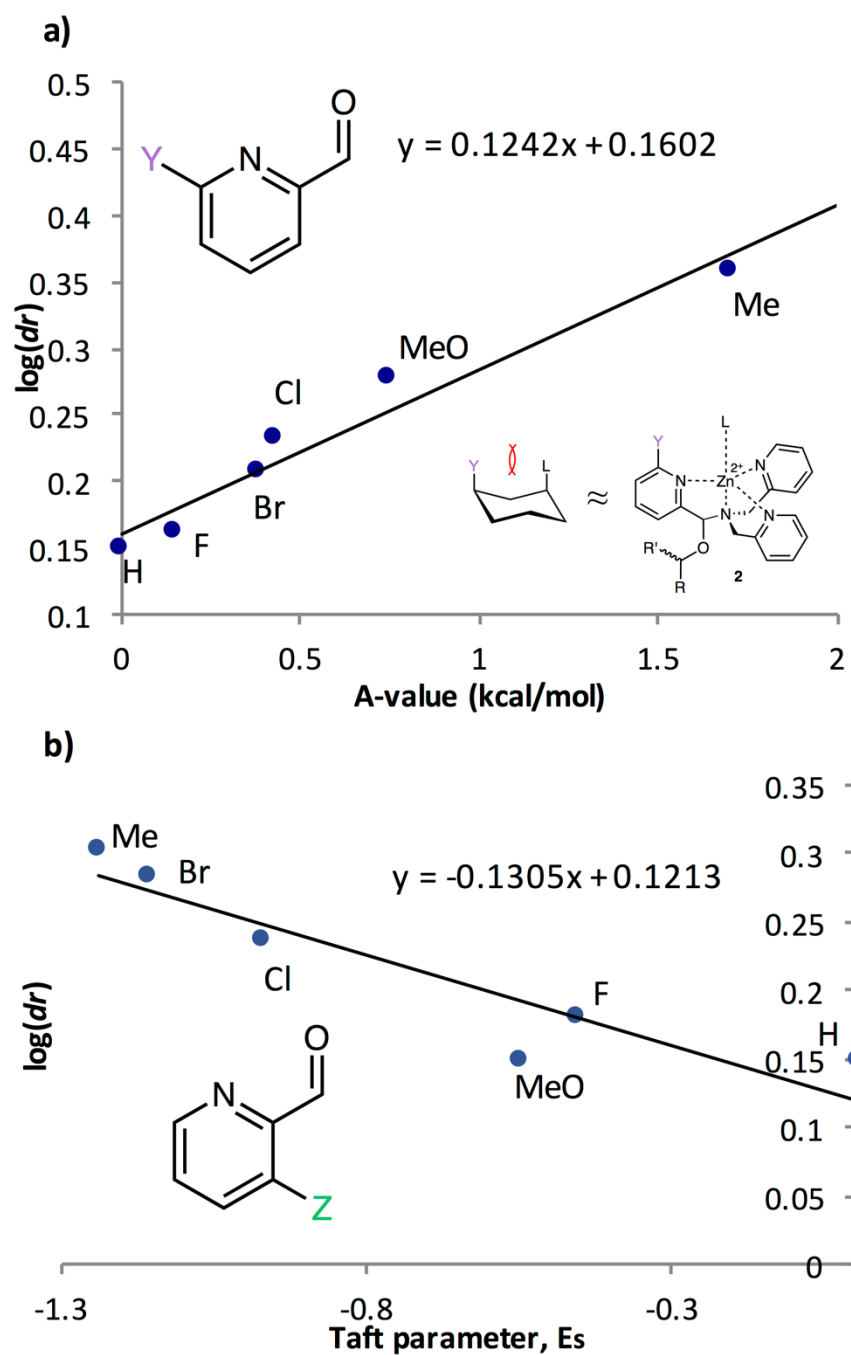 a)
0.5
0.45
0.4
0.35
0.3
0.25
0.2
0.15
0.1
log(dr)
Y
N
O
y = 0.1242x + 0.1602
Me
MeO
Cl
Br
F
H
Y
L
≈
L
Y
N
Zn
2+
N
N
N
O
R'
R
2
0
0.5
1
1.5
2
A-value (kcal/mol)
b)
0.35
0.3
0.25
0.2
0.15
0.1
0.05
0
Me
Br
y = -0.1305x + 0.1213
Cl
F
H
MeO
log(dr)
O
N
Z
-1.3
-0.8
-0.3
Taft parameter, Es